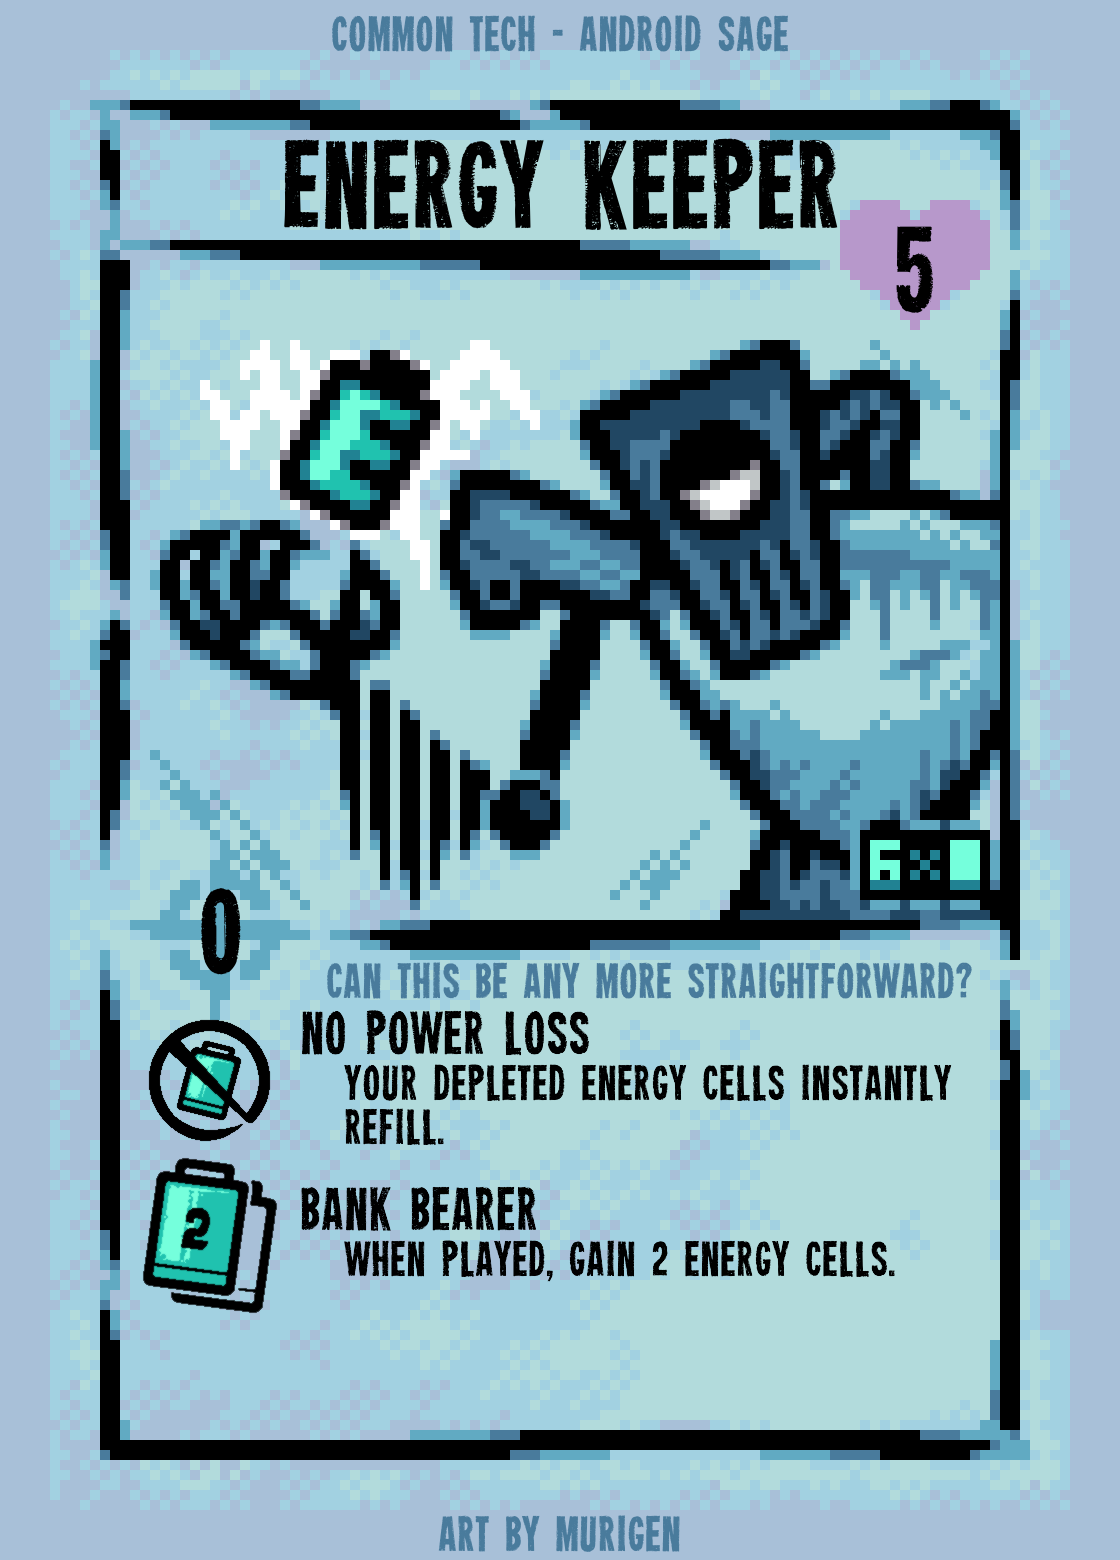 COMMON TECH - ANDROID SAGE
ENERGY KEEPER
5
E
6
0
CAN THIS BE ANY MORE STRAIGHTFORWARD?
NO POWER LOSS
YOUR DEPLETED ENERGY CELLS INSTANTLY
REFILL.
2
BANK BEARER
WHEN PLAYED, GAIN 2 ENERGY CELLS.
ART BY MURIGEN